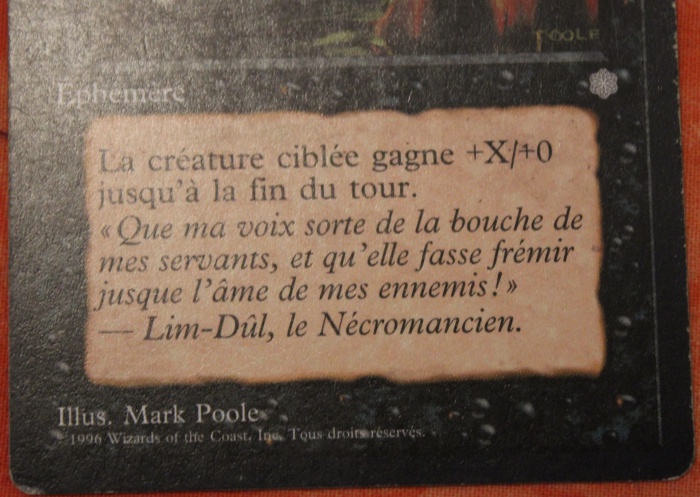 POOLE
Ephémère
La créature ciblée gagne +X/+0
jusqu'à la fin du tour.
«Que ma voix sorte de la bouche de
mes servants, et qu'elle fasse frémir
jusque l'âme de mes ennemis!»
— Lim-Dûl, le Nécromancien.
Illus. Mark Poole
© 1996 Wizards of the Coast, Inc. Tous droits réservés.